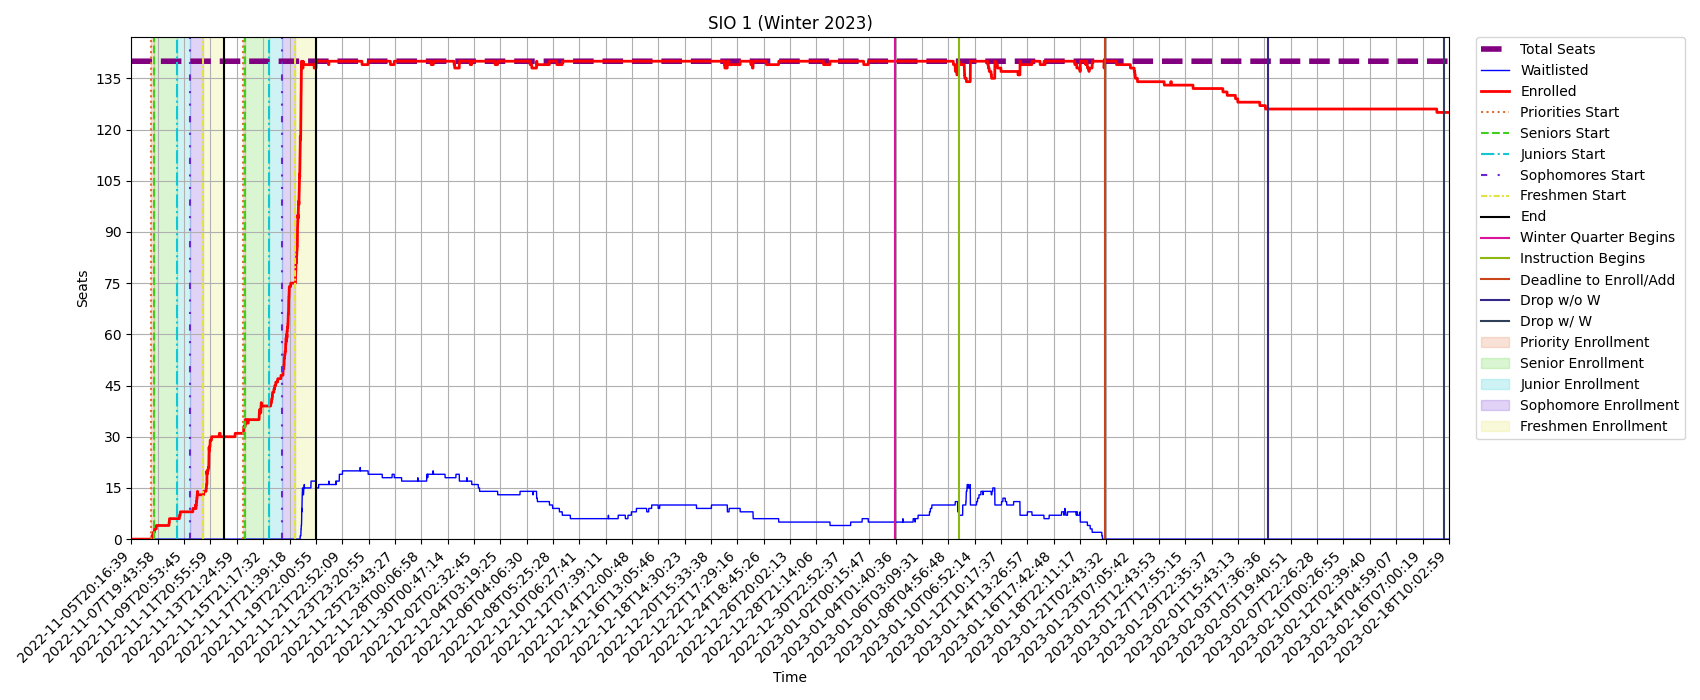 SIO 1 (Winter 2023)
Seats
135
120
105
90
75
60
45
30
15
0
2022-11-05T20:16:39
2022-11-07T19:43:58
2022-11-09T20:53:45
2022-11-11T20:55:59
2022-11-13T21:24:59
2022-11-15T21:17:32
2022-11-17T21:39:18
2022-11-19T22:00:55
2022-11-21T22:52:09
2022-11-23T23:20:55
2022-11-25T23:43:27
2022-11-28T00:06:58
2022-11-30T00:47:14
2022-12-02T02:32:45
2022-12-04T03:19:25
2022-12-06T04:06:30
2022-12-08T05:25:28
2022-12-10T06:27:41
2022-12-12T07:39:11
2022-12-14T12:00:48
2022-12-16T13:05:46
2022-12-18T14:30:23
2022-12-20T15:33:38
2022-12-22T17:29:16
2022-12-24T18:45:26
2022-12-26T20:02:13
2022-12-28T21:14:06
2022-12-30T22:52:37
2023-01-02T00:15:47
2023-01-04T01:40:36
2023-01-06T03:09:31
2023-01-08T04:56:48
2023-01-10T06:52:14
2023-01-12T10:17:37
2023-01-14T13:26:57
2023-01-16T17:42:48
2023-01-18T22:11:17
2023-01-21T02:43:32
2023-01-23T07:05:42
2023-01-25T12:43:53
2023-01-27T17:55:15
2023-01-29T22:35:37
2023-02-01T15:43:13
2023-02-03T17:36:36
2023-02-05T19:40:51
2023-02-07T22:26:28
2023-02-10T00:26:55
2023-02-12T02:39:40
2023-02-14T04:59:07
2023-02-16T07:00:19
2023-02-18T10:02:59
Time
Total Seats
Waitlisted
Enrolled
Priorities Start
Seniors Start
Juniors Start
Sophomores Start
Freshmen Start
End
Winter Quarter Begins
Instruction Begins
Deadline to Enroll/Add
Drop w/o W
Drop w/ W
Priority Enrollment
Senior Enrollment
Junior Enrollment
Sophomore Enrollment
Freshmen Enrollment